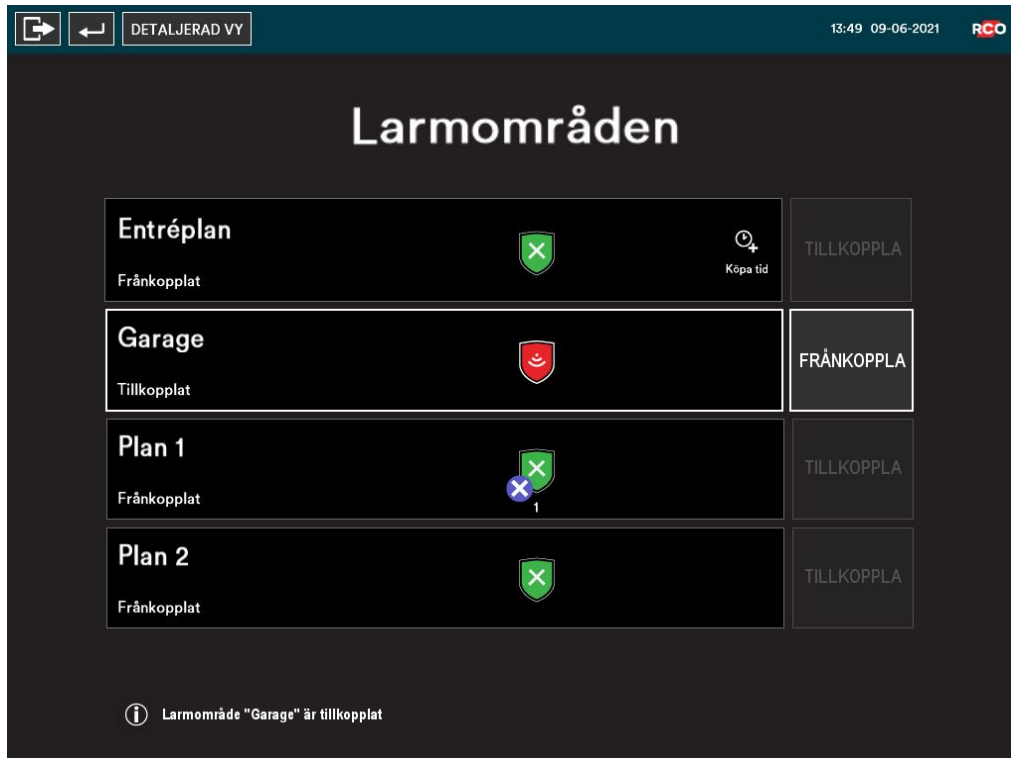 DETALJERAD VY
13:49 09-06-2021
RCO
Larmområden
Entréplan
Frånkopplat
Köpa tid
TILLKOPPLA
Garage
Tillkopplat
FRÅNKOPPLA
Plan 1
Frånkopplat
1
TILLKOPPLA
Plan 2
Frånkopplat
TILLKOPPLA
Larmområde "Garage" är tillkopplat